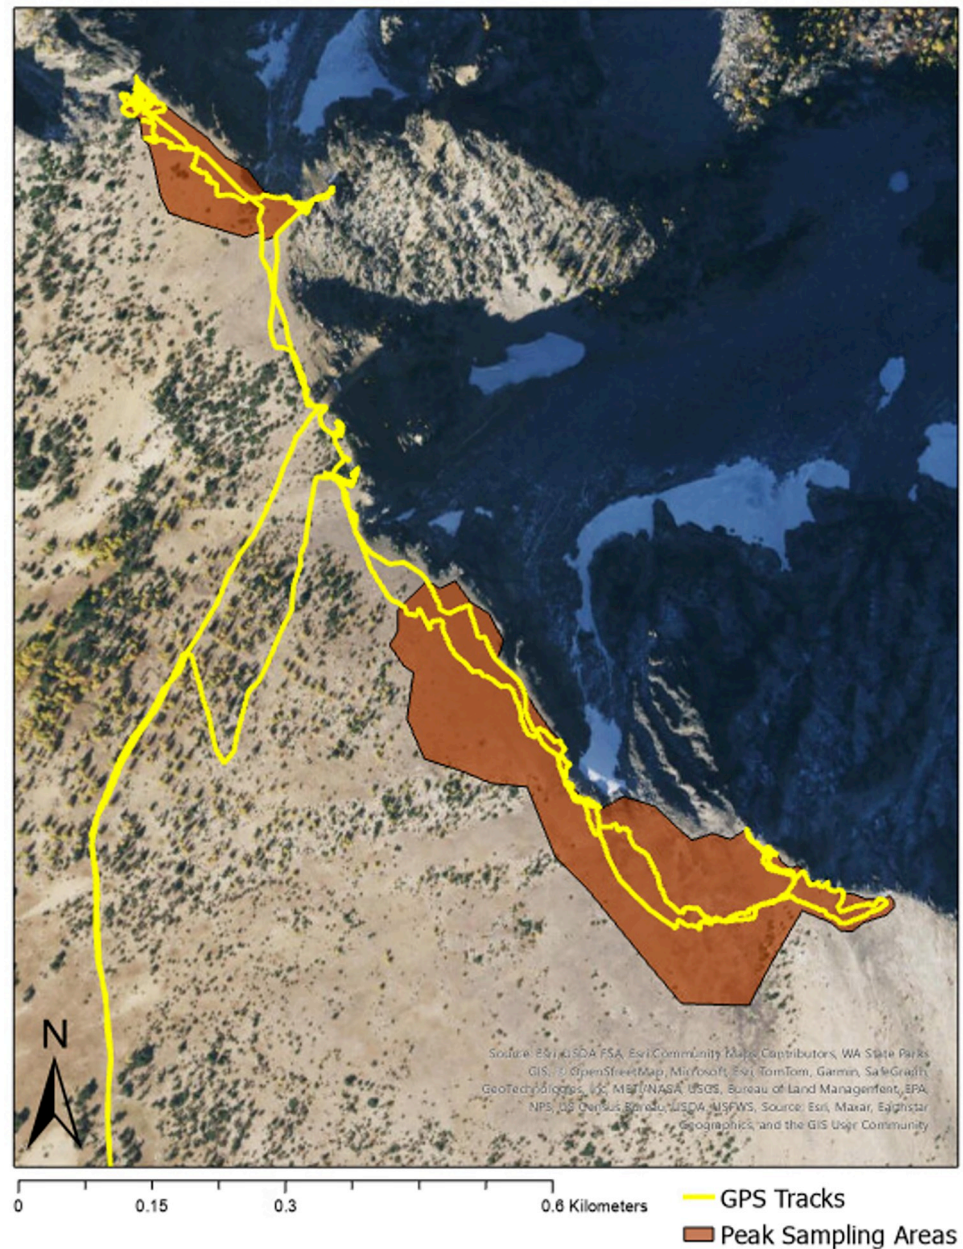 N
Source: Esri, USDA FSA, Esri Community Maps Contributors, WA State Parks
GIS, © OpenStreetMap, Microsoft, Esri, TomTom, Garmin, SafeGraph,
GeoTechnologies, Inc, METI/NASA, USGS, Bureau of Land Management, EPA,
NPS, US Census Bureau, USDA, USFWS, Source: Esri, Maxar, Earthstar
Geographics, and the GIS User Community
0 0.15 0.3 0.6 Kilometers
GPS Tracks
Peak Sampling Areas